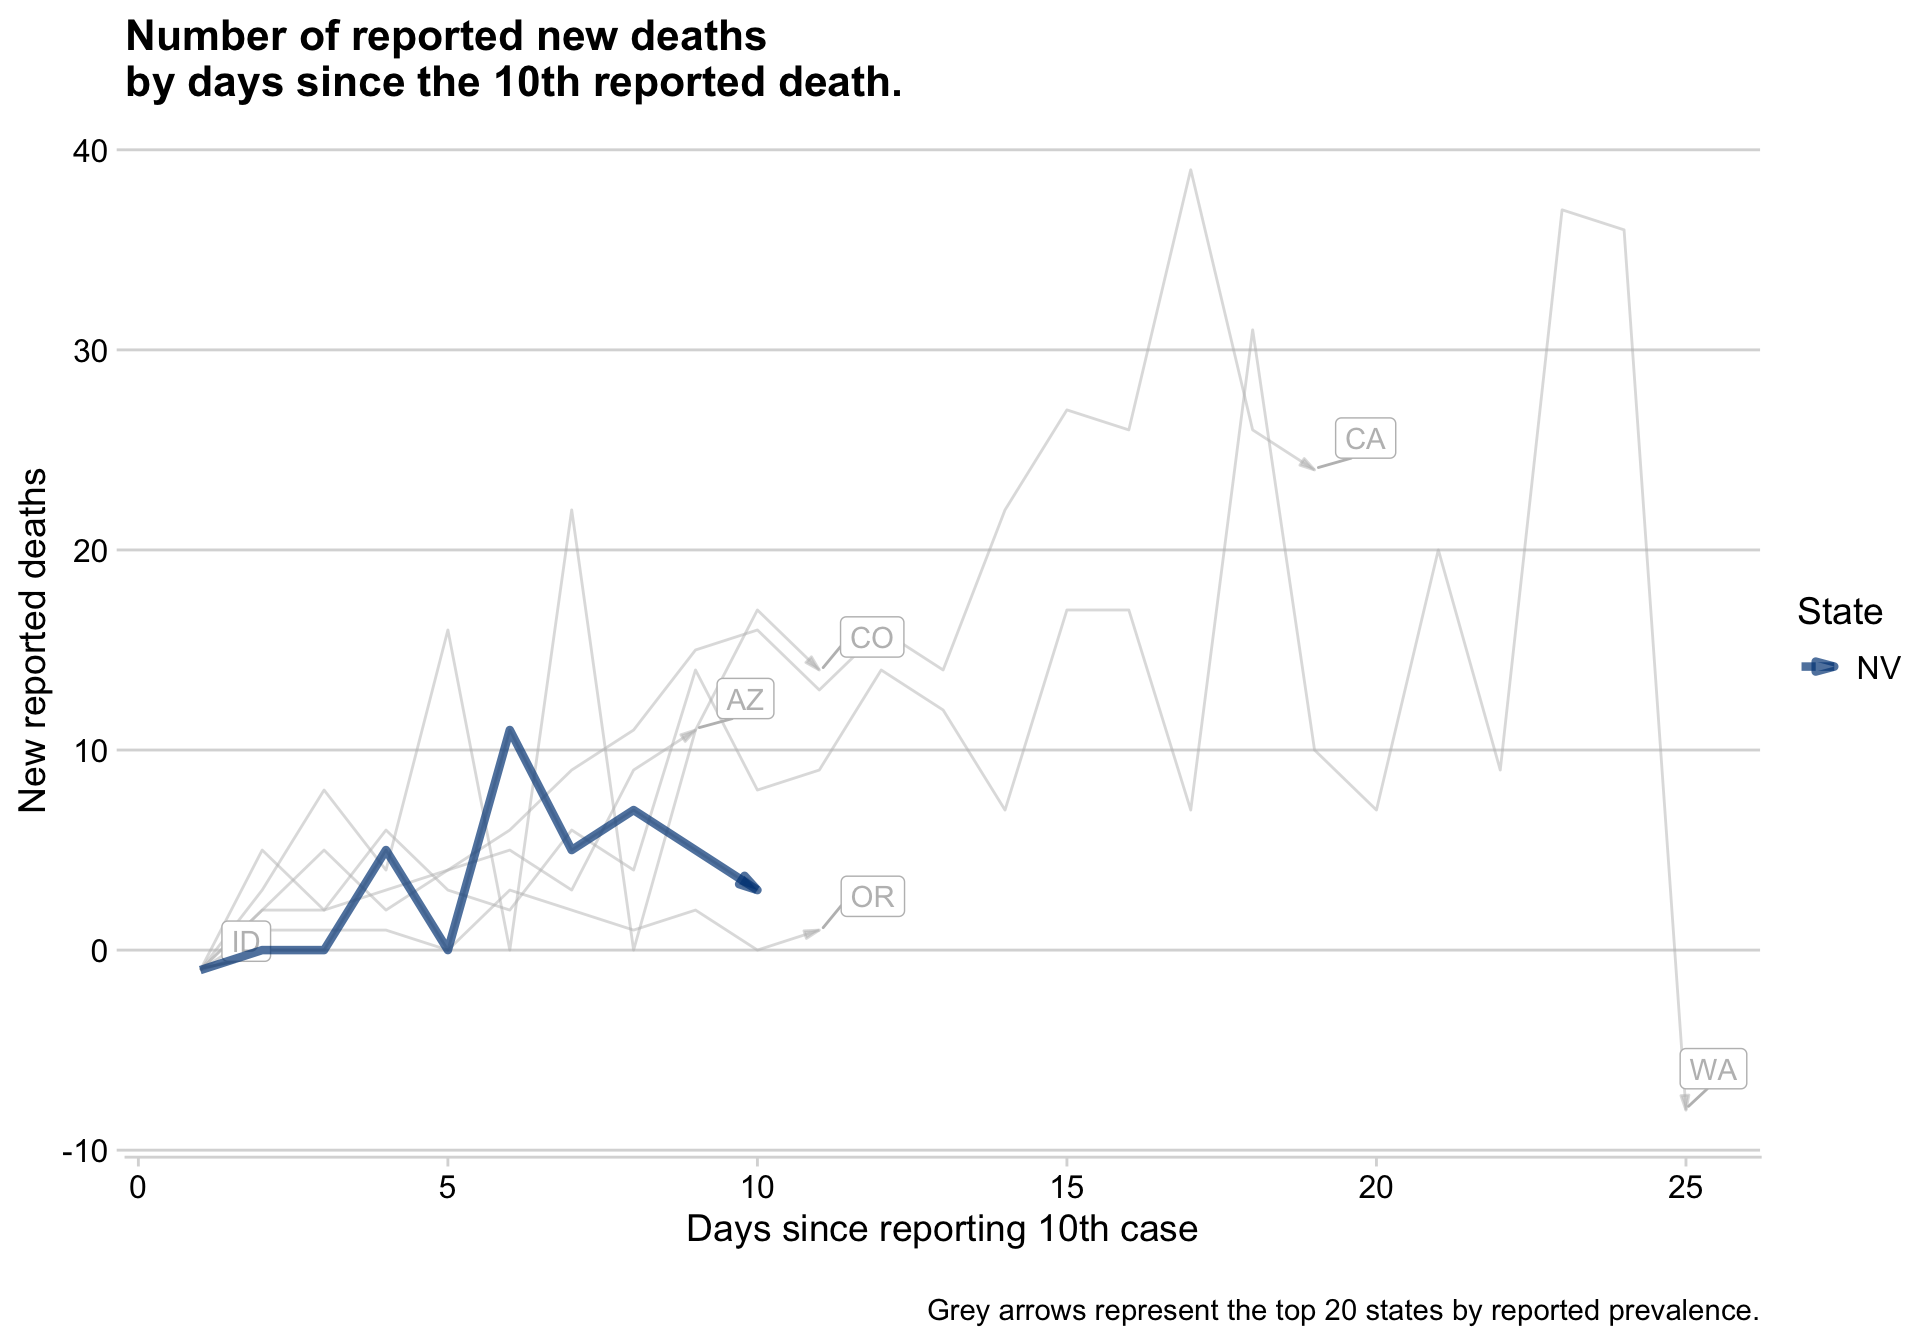 Number of reported new deaths
by days since the 10th reported death.
40
30
20
10
0
-10
New reported deaths
CA
CO
AZ
OR
ID
WA
State
NV
0 5 10 15 20 25
Days since reporting 10th case
Grey arrows represent the top 20 states by reported prevalence.